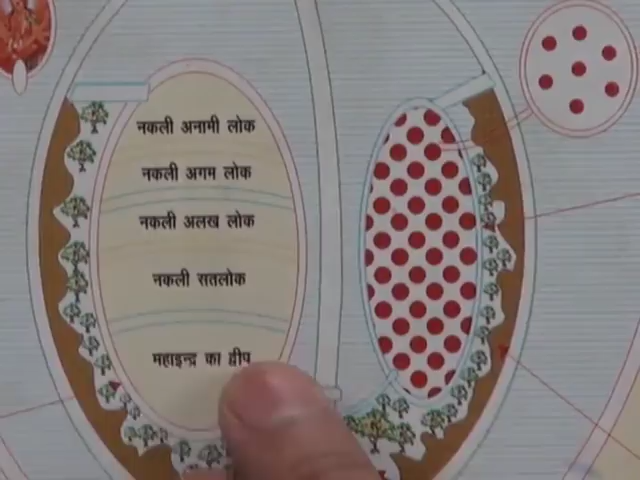 नकली अनामी लोक
नकली अगम लोक
नकली अलख लोक
नकली सतलोक
महाइन्द्र का द्वीप